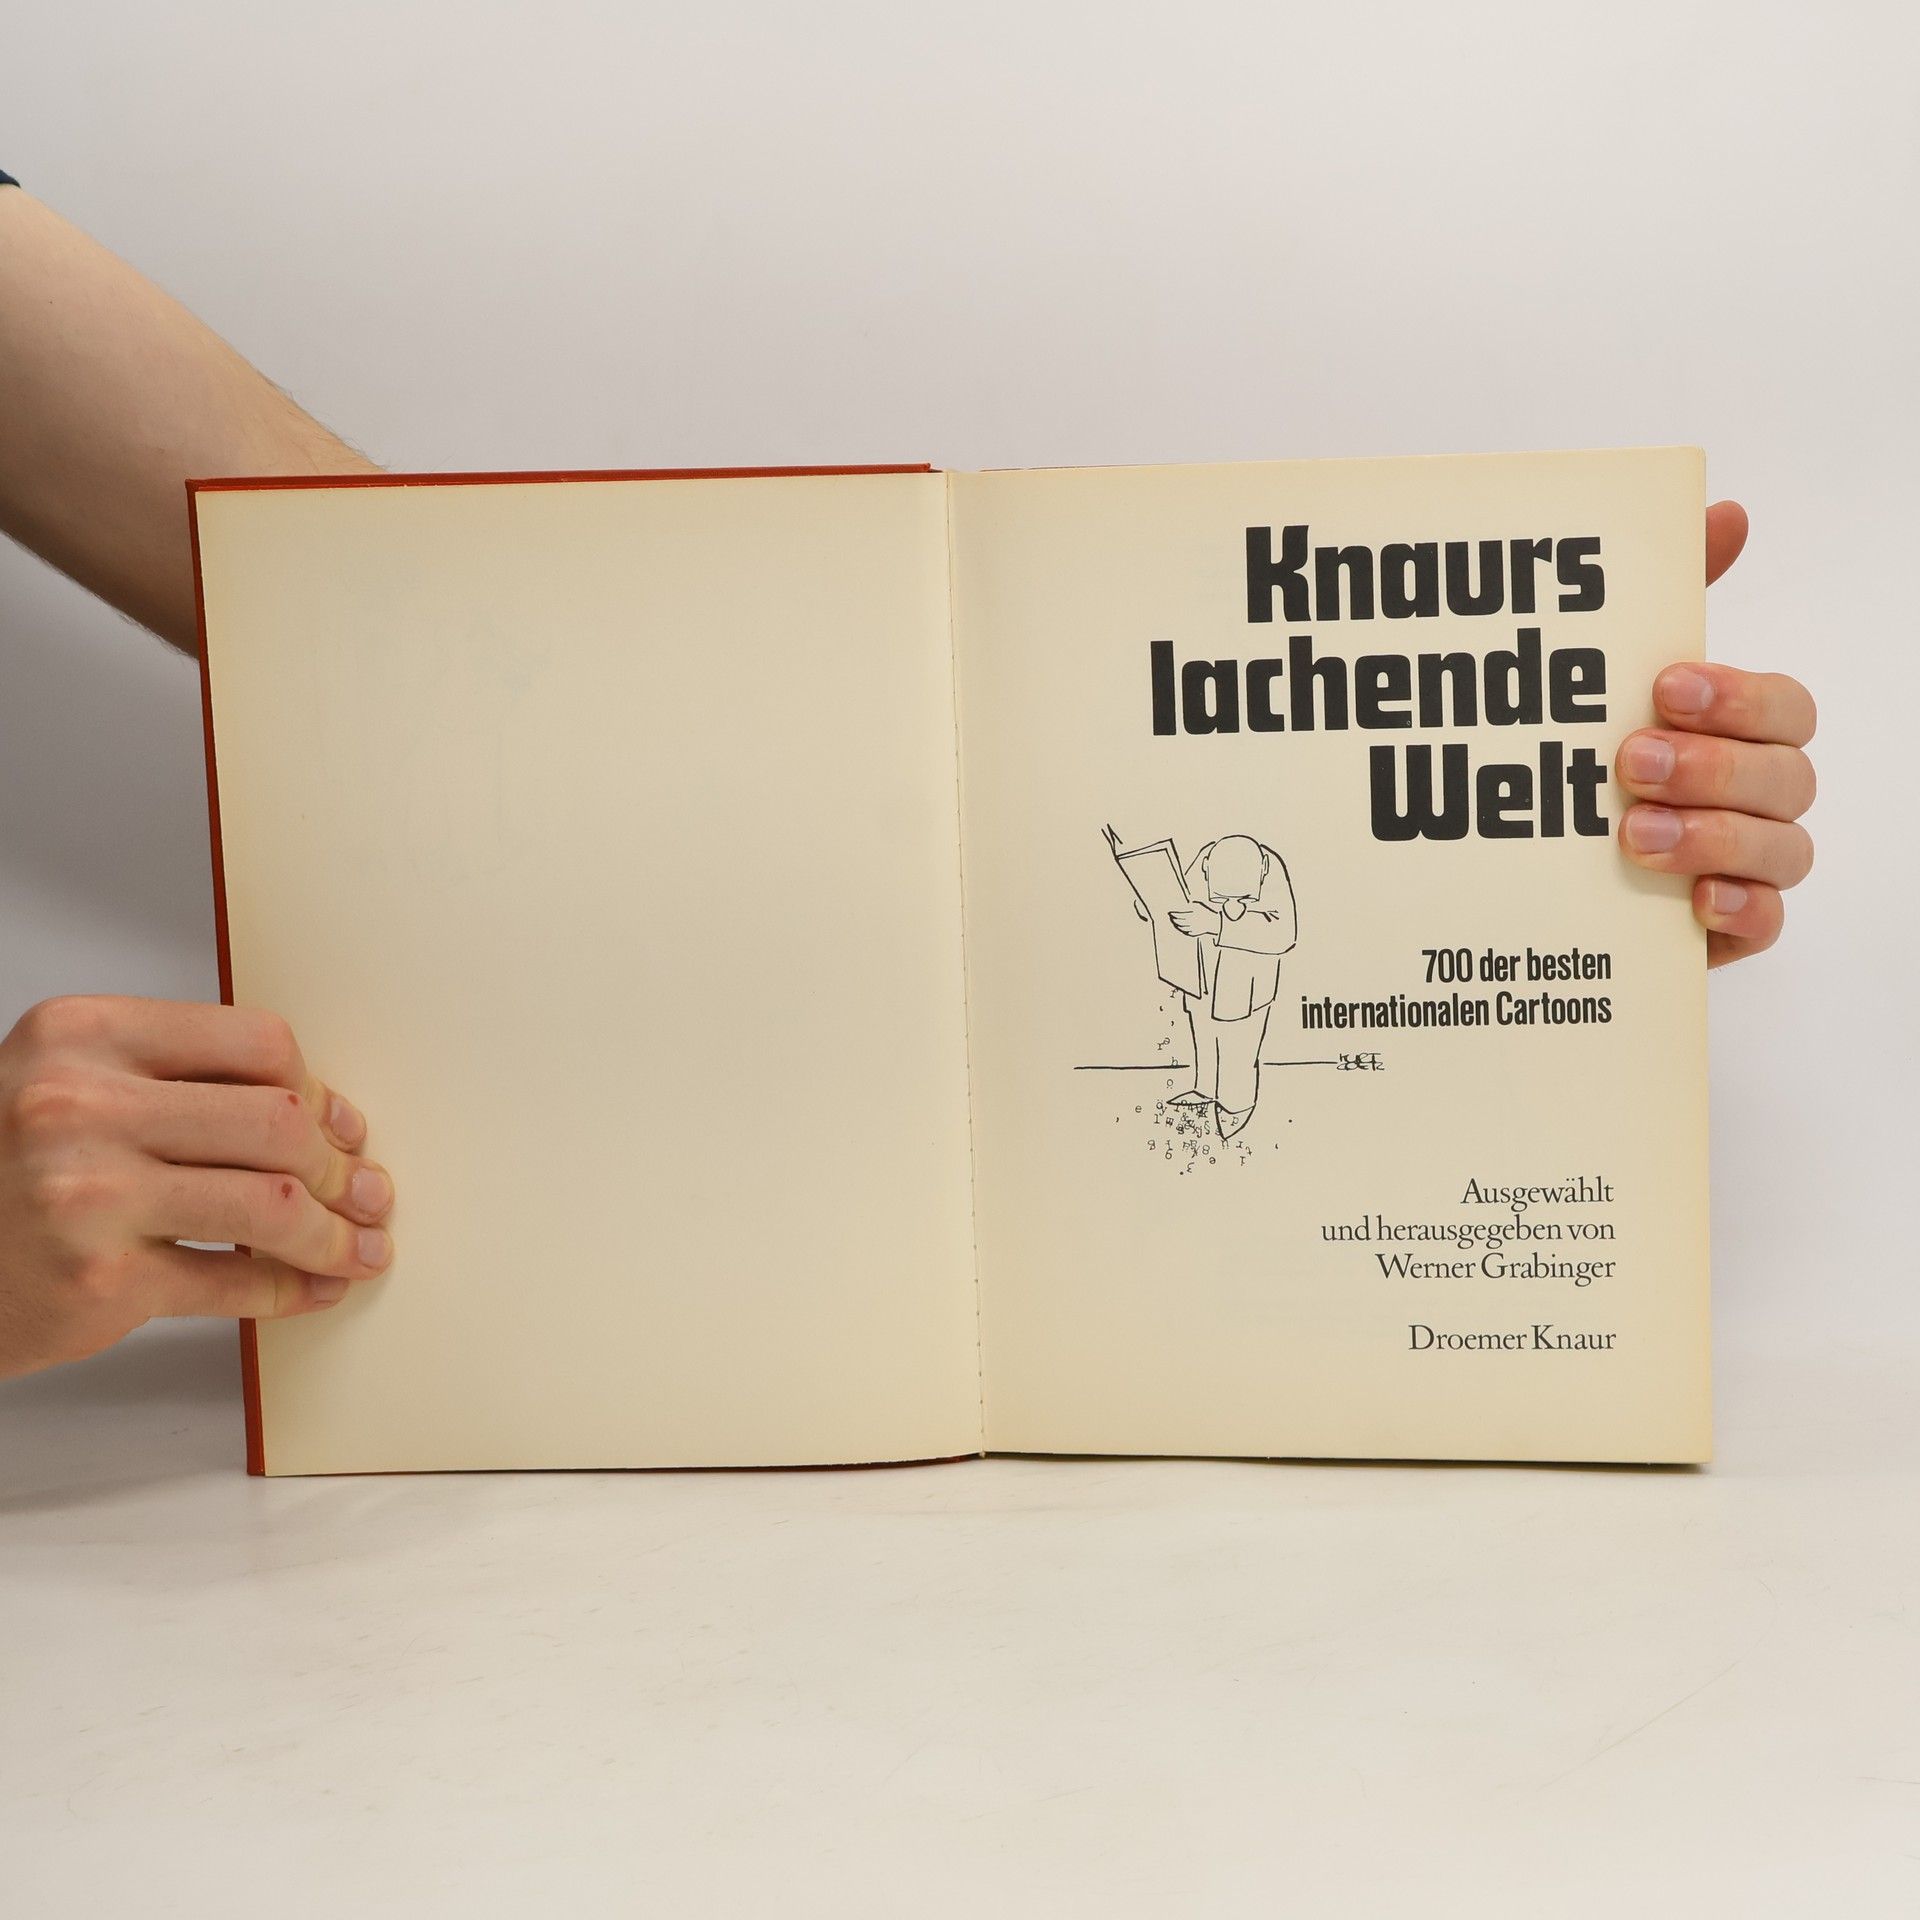 Knaurs
lachende
Welt
700 der besten
internationalen Cartoons
Ausgewählt
und herausgegeben von
Werner Grabinger
Droemer Knaur